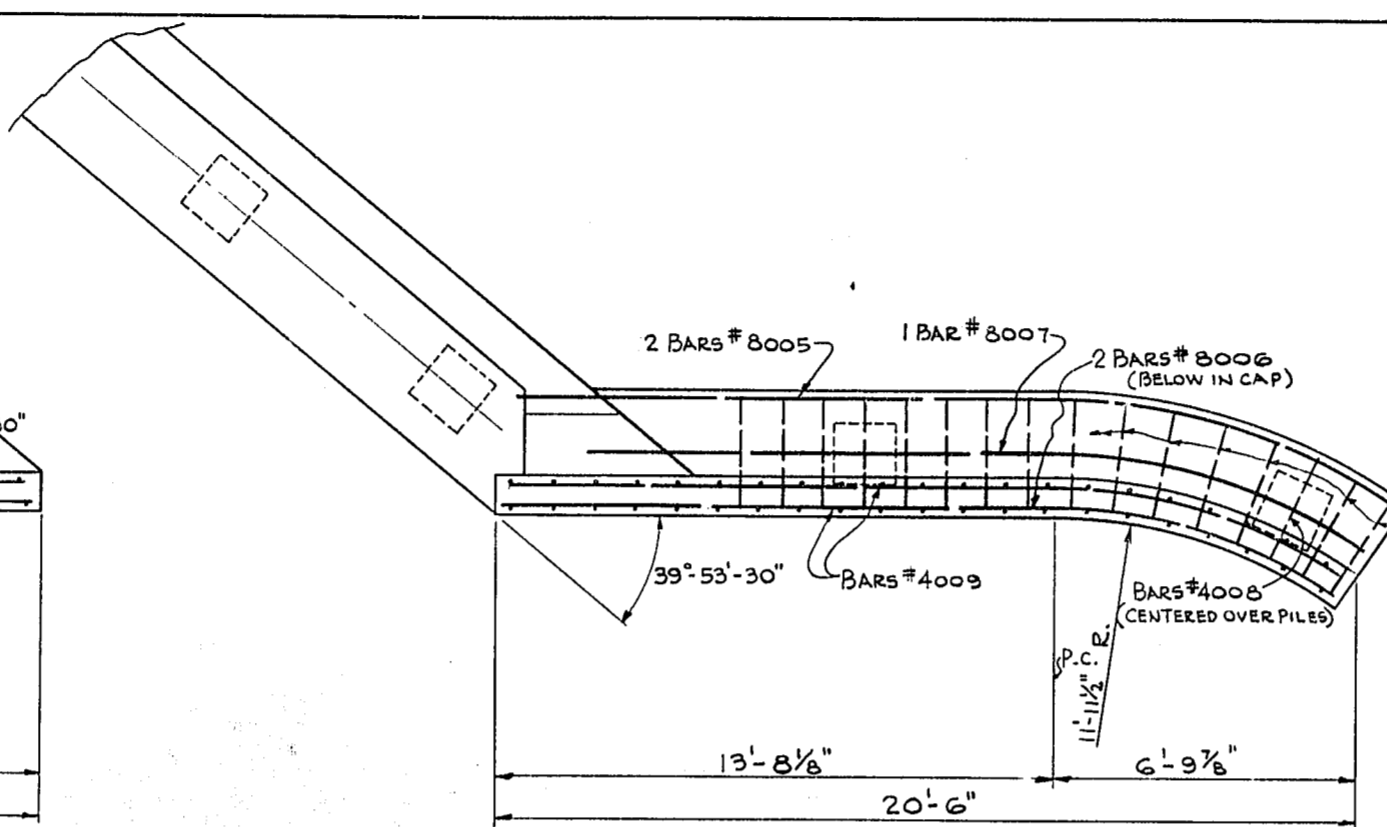 2 BARS #8005
1 BAR #8007
2 BARS #8006
(BELOW IN CAP)
0"
39°-53'-30"
BARS #4009
BARS #4008
(CENTERED OVER PILES)
P.C.
11'-11½" R.
13'-8⅛"
6'-9⅞"
20'-6"